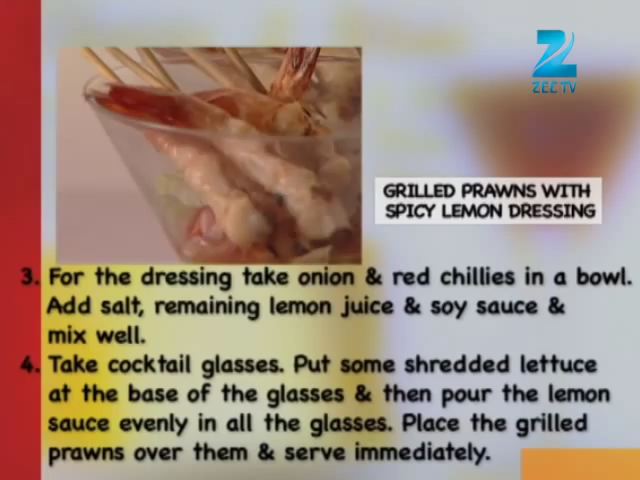 ZEE TV
GRILLED PRAWNS WITH
SPICY LEMON DRESSING
3. For the dressing take onion & red chillies in a bowl.
Add salt, remaining lemon juice & soy sauce &
mix well.
4. Take cocktail glasses. Put some shredded lettuce
at the base of the glasses & then pour the lemon
sauce evenly in all the glasses. Place the grilled
prawns over them & serve immediately.